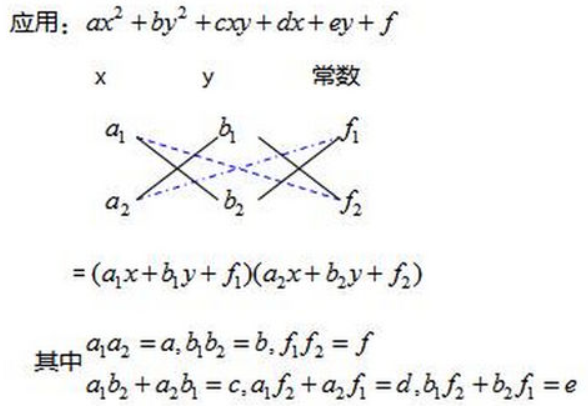 应用：ax² + by² + cxy + dx + ey + f
x y 常数
a₁ b₁ f₁
a₂ b₂ f₂
= (a₁x + b₁y + f₁)(a₂x + b₂y + f₂)
其中 a₁a₂ = a, b₁b₂ = b, f₁f₂ = f
a₁b₂ + a₂b₁ = c, a₁f₂ + a₂f₁ = d, b₁f₂ + b₂f₁ = e